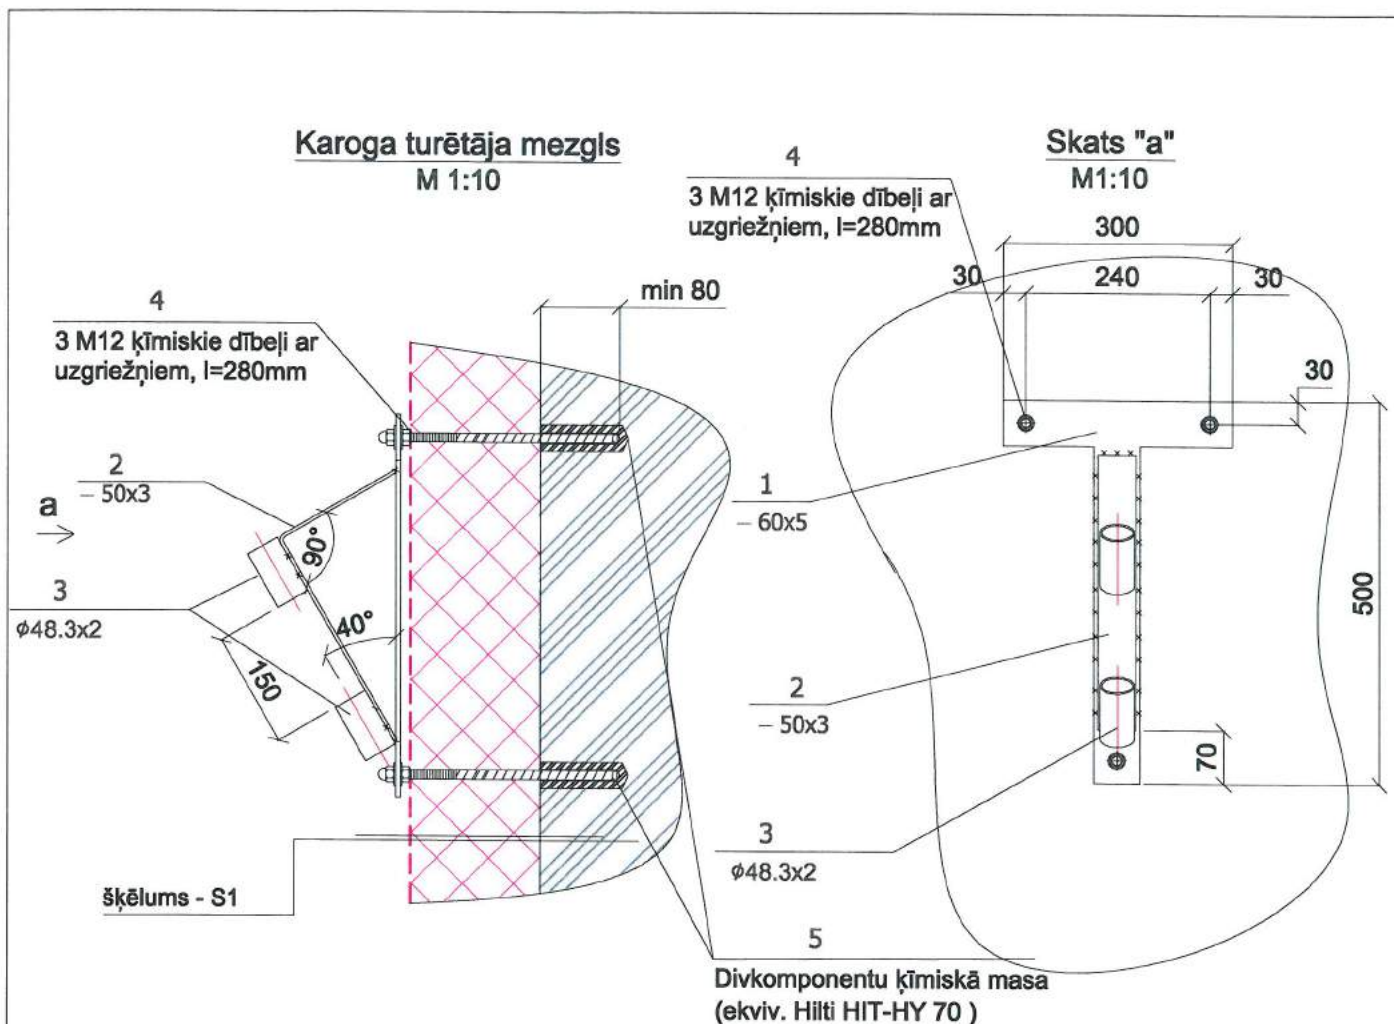 Karoga turētāja mezgls
M 1:10
4
3 M12 ķīmiskie dībeļi ar
uzgriežņiem, l=280mm
min 80
2
– 50x3
a
90°
3
ø48.3x2
40°
150
šķēlums - S1
Skats "a"
M1:10
4
3 M12 ķīmiskie dībeļi ar
uzgriežņiem, l=280mm
300
30 240 30
30
1
– 60x5
500
2
– 50x3
70
3
ø48.3x2
5
Divkomponentu ķīmiskā masa
(ekviv. Hilti HIT-HY 70 )